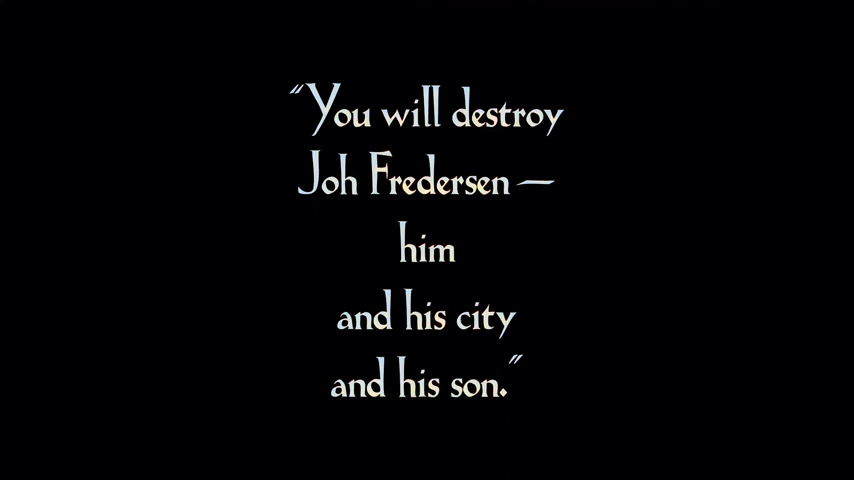 “You will destroy
Joh Fredersen—
him
and his city
and his son.”